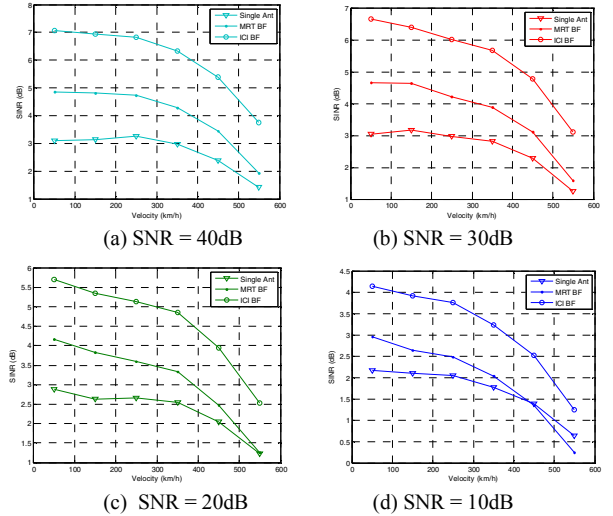 8
7
6
5
4
3
2
1
SINR (dB)
0 100 200 300 400 500 600
Velocity (km/h)
Single Ant
MRT BF
ICI BF
(a) SNR = 40dB
7
6
5
4
3
2
1
SINR (dB)
0 100 200 300 400 500 600
Velocity (km/h)
Single Ant
MRT BF
ICI BF
(b) SNR = 30dB
6
5.5
5
4.5
4
3.5
3
2.5
2
1.5
1
SINR (dB)
0 100 200 300 400 500 600
Velocity (km/h)
Single Ant
MRT BF
ICI BF
(c) SNR = 20dB
4.5
4
3.5
3
2.5
2
1.5
1
0.5
0
SINR (dB)
0 100 200 300 400 500 600
Velocity (km/h)
Single Ant
MRT BF
ICI BF
(d) SNR = 10dB